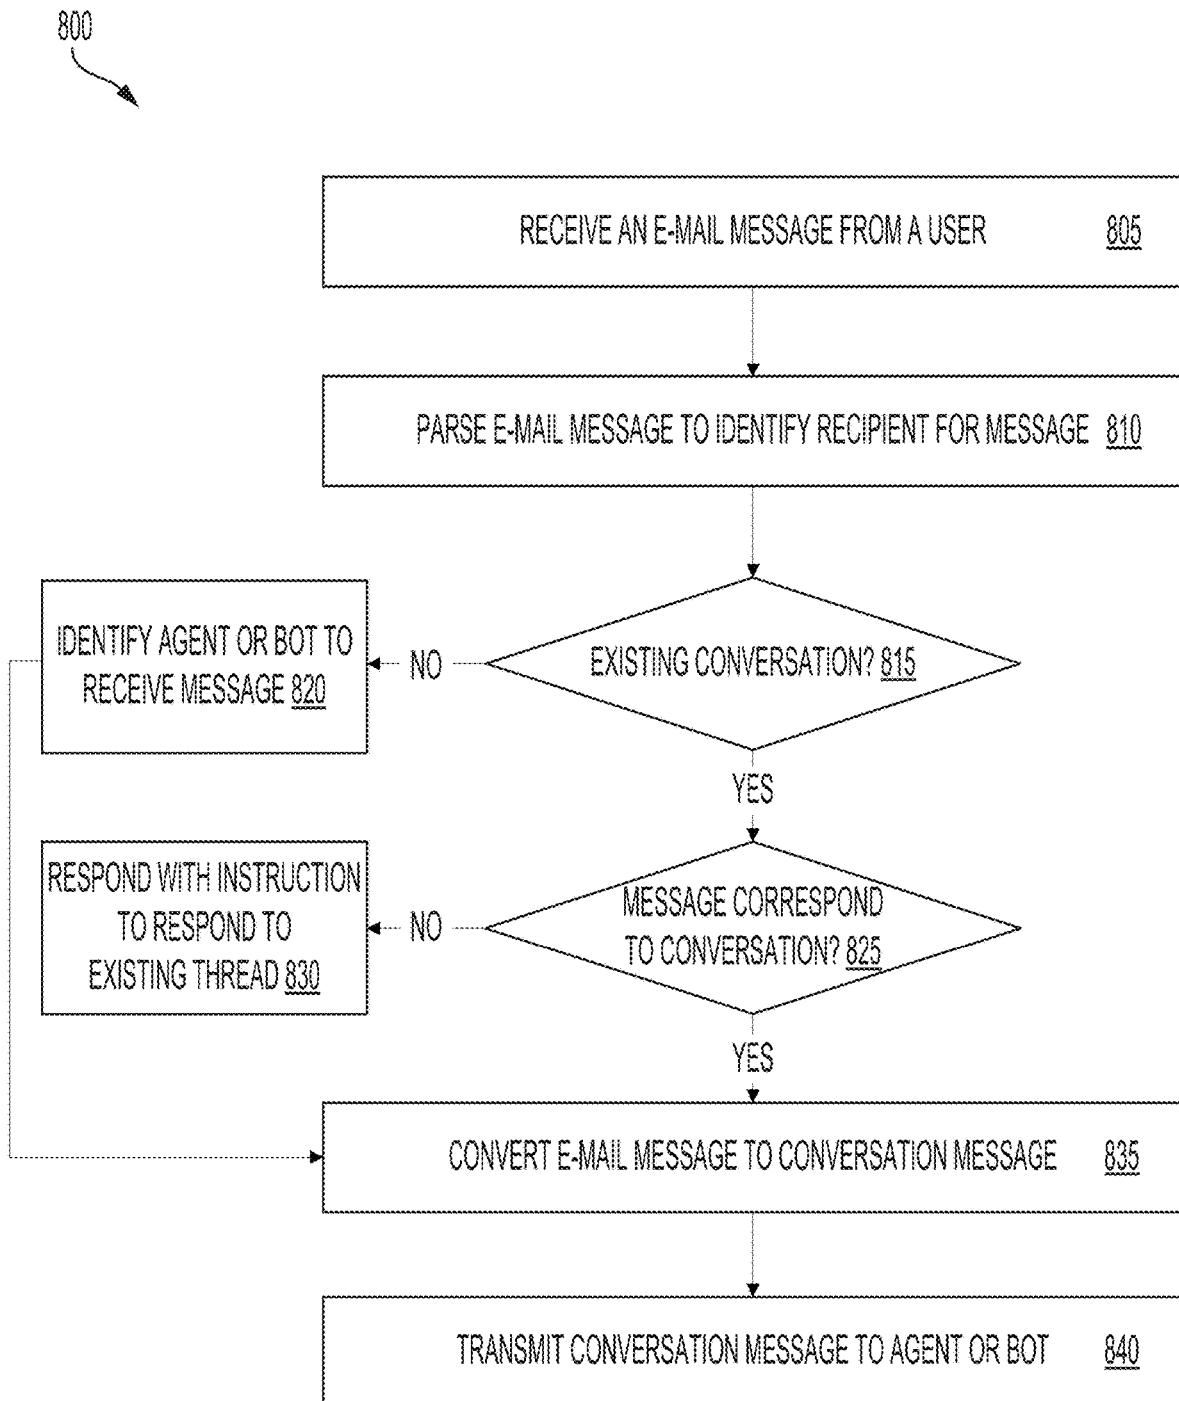 800
RECEIVE AN E-MAIL MESSAGE FROM A USER 805
PARSE E-MAIL MESSAGE TO IDENTIFY RECIPIENT FOR MESSAGE 810
EXISTING CONVERSATION? 815
NO
IDENTIFY AGENT OR BOT TO
RECEIVE MESSAGE 820
YES
MESSAGE CORRESPOND
TO CONVERSATION? 825
NO
RESPOND WITH INSTRUCTION
TO RESPOND TO
EXISTING THREAD 830
YES
CONVERT E-MAIL MESSAGE TO CONVERSATION MESSAGE 835
TRANSMIT CONVERSATION MESSAGE TO AGENT OR BOT 840